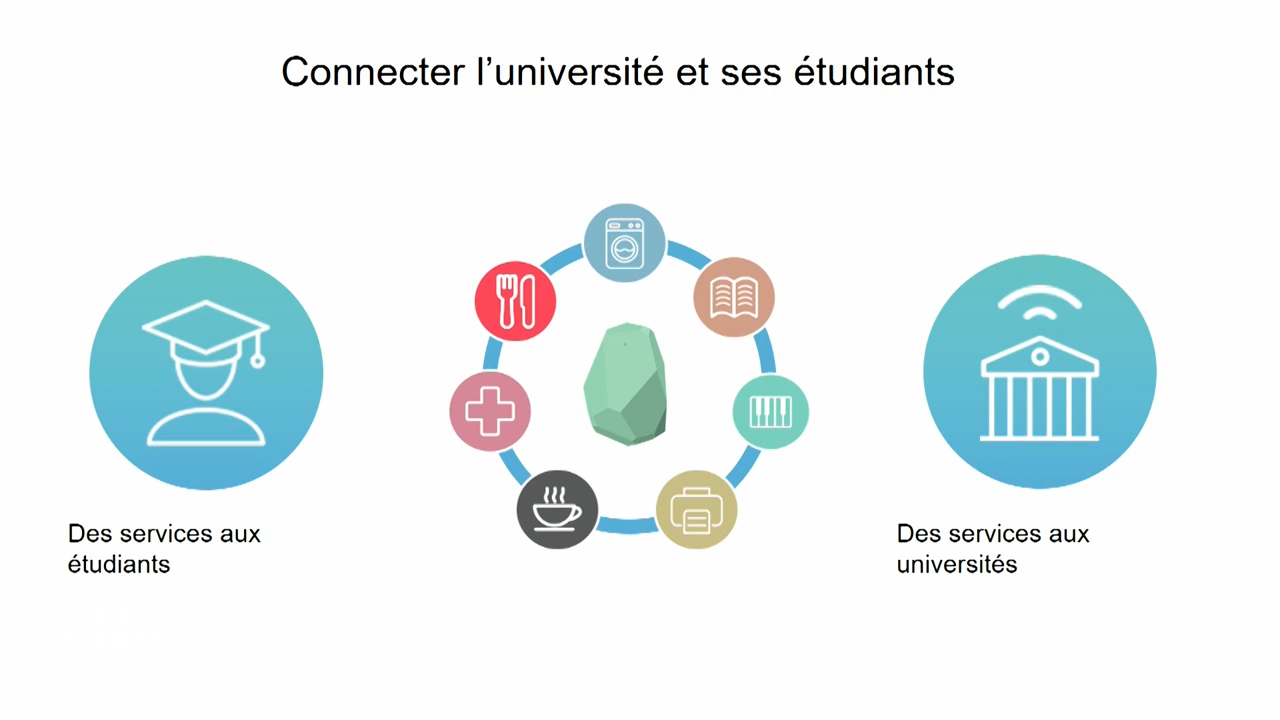 Connecter l’université et ses étudiants
Des services aux
étudiants
Des services aux
universités